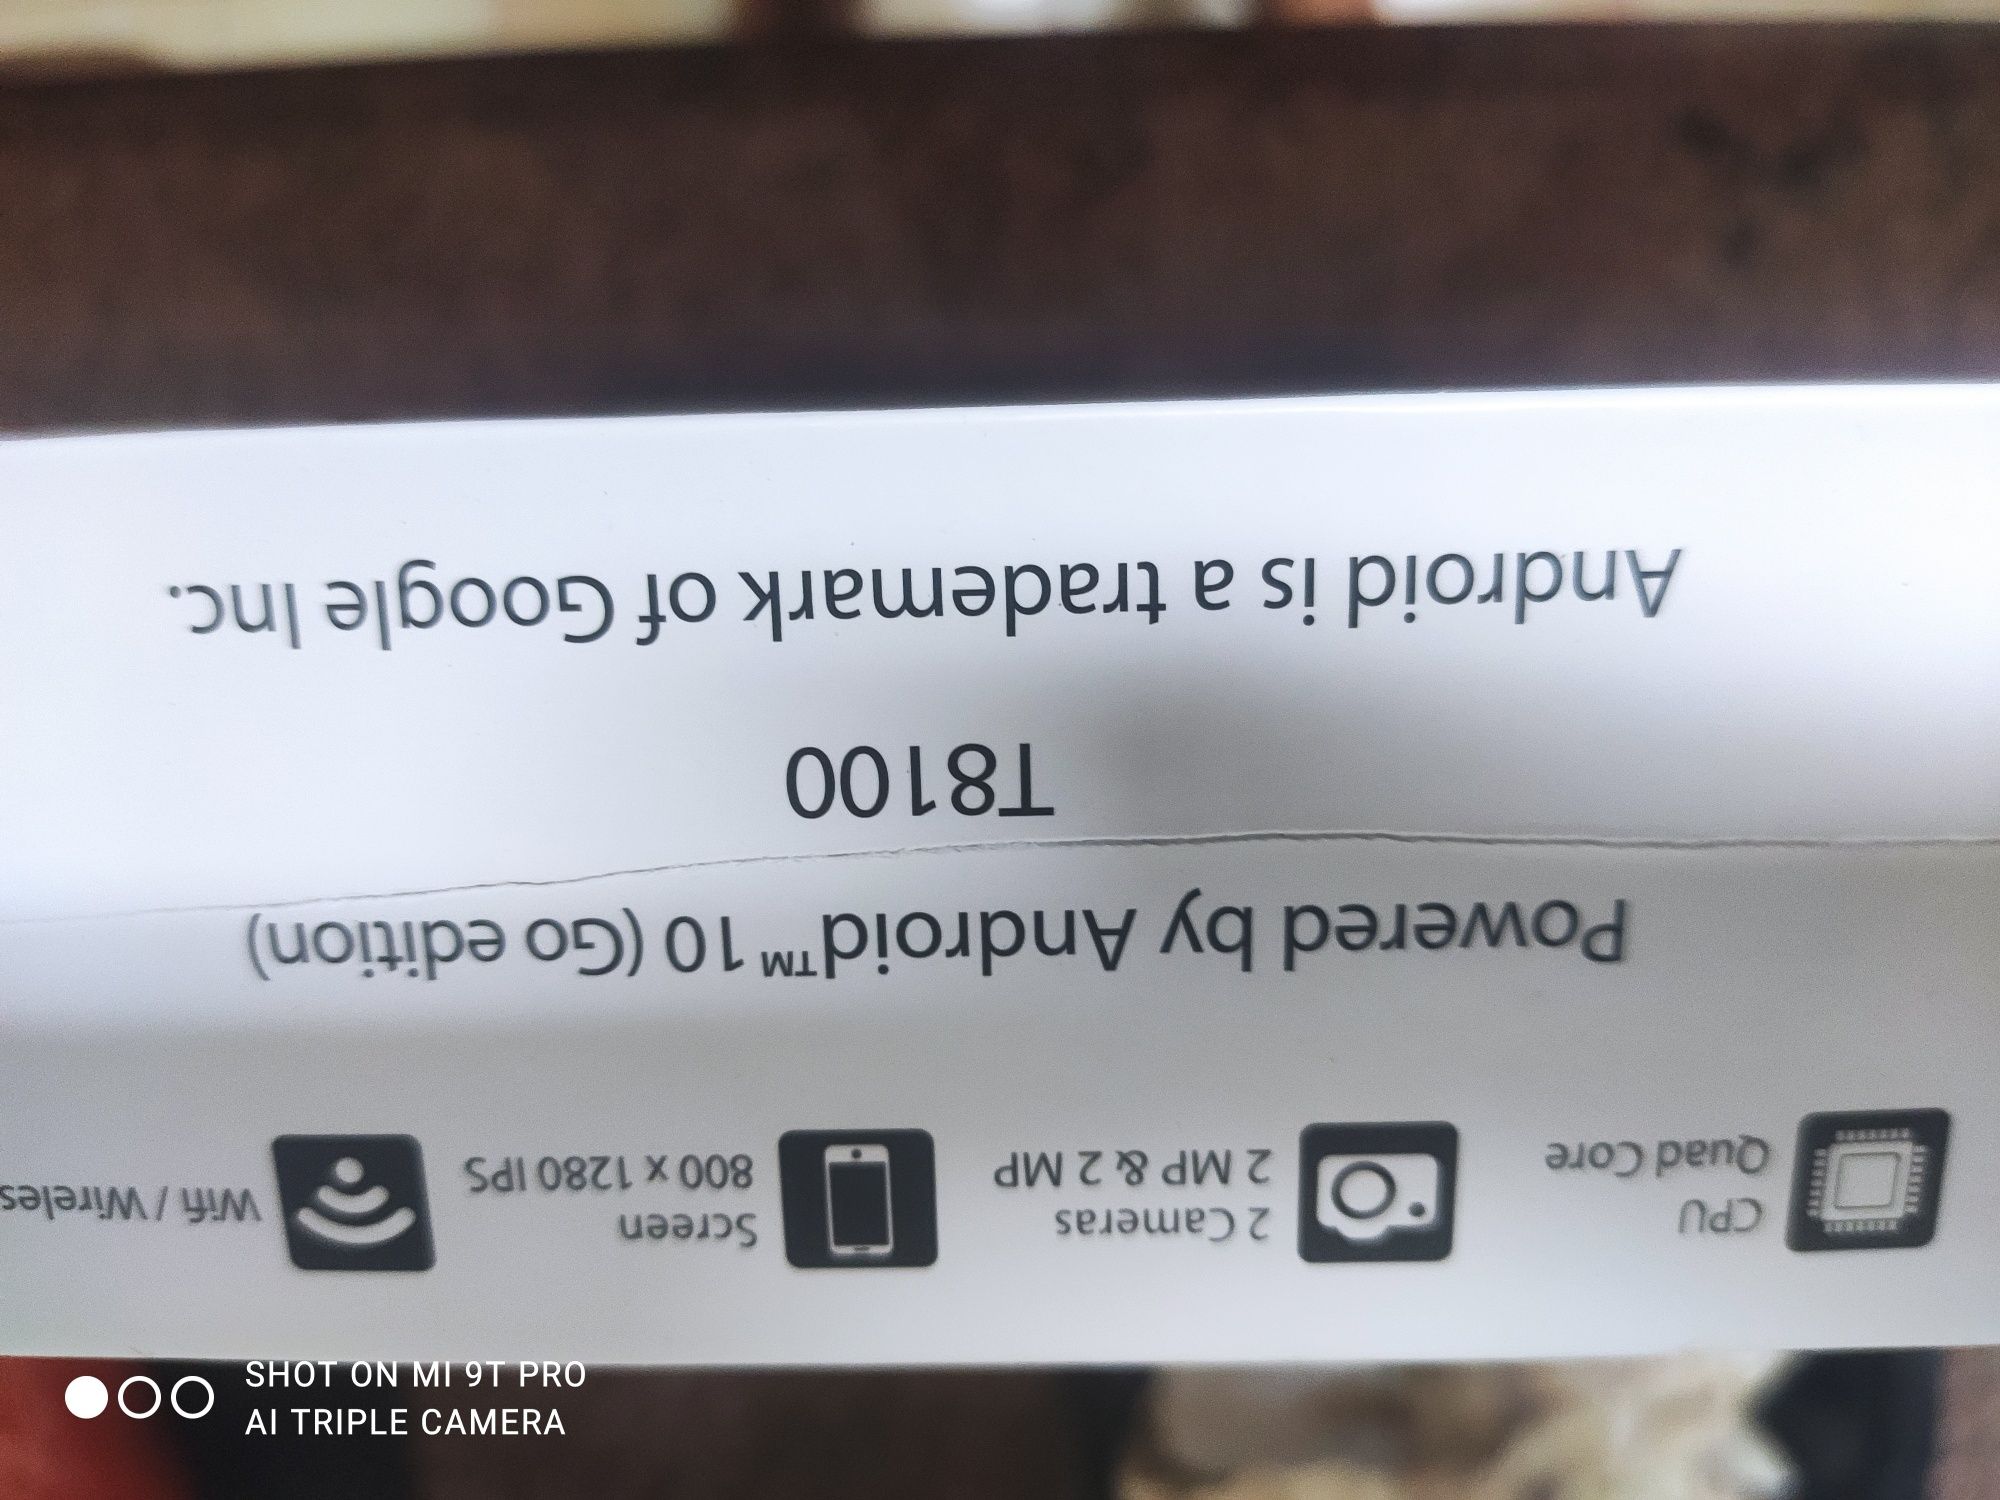 CPU
Quad Core
2 Cameras
2 MP & 2 MP
Screen
800 x 1280 IPS
Wifi / Wireles
Powered by Android™ 10 (Go edition)
T8100
Android is a trademark of Google Inc.
SHOT ON MI 9T PRO
AI TRIPLE CAMERA